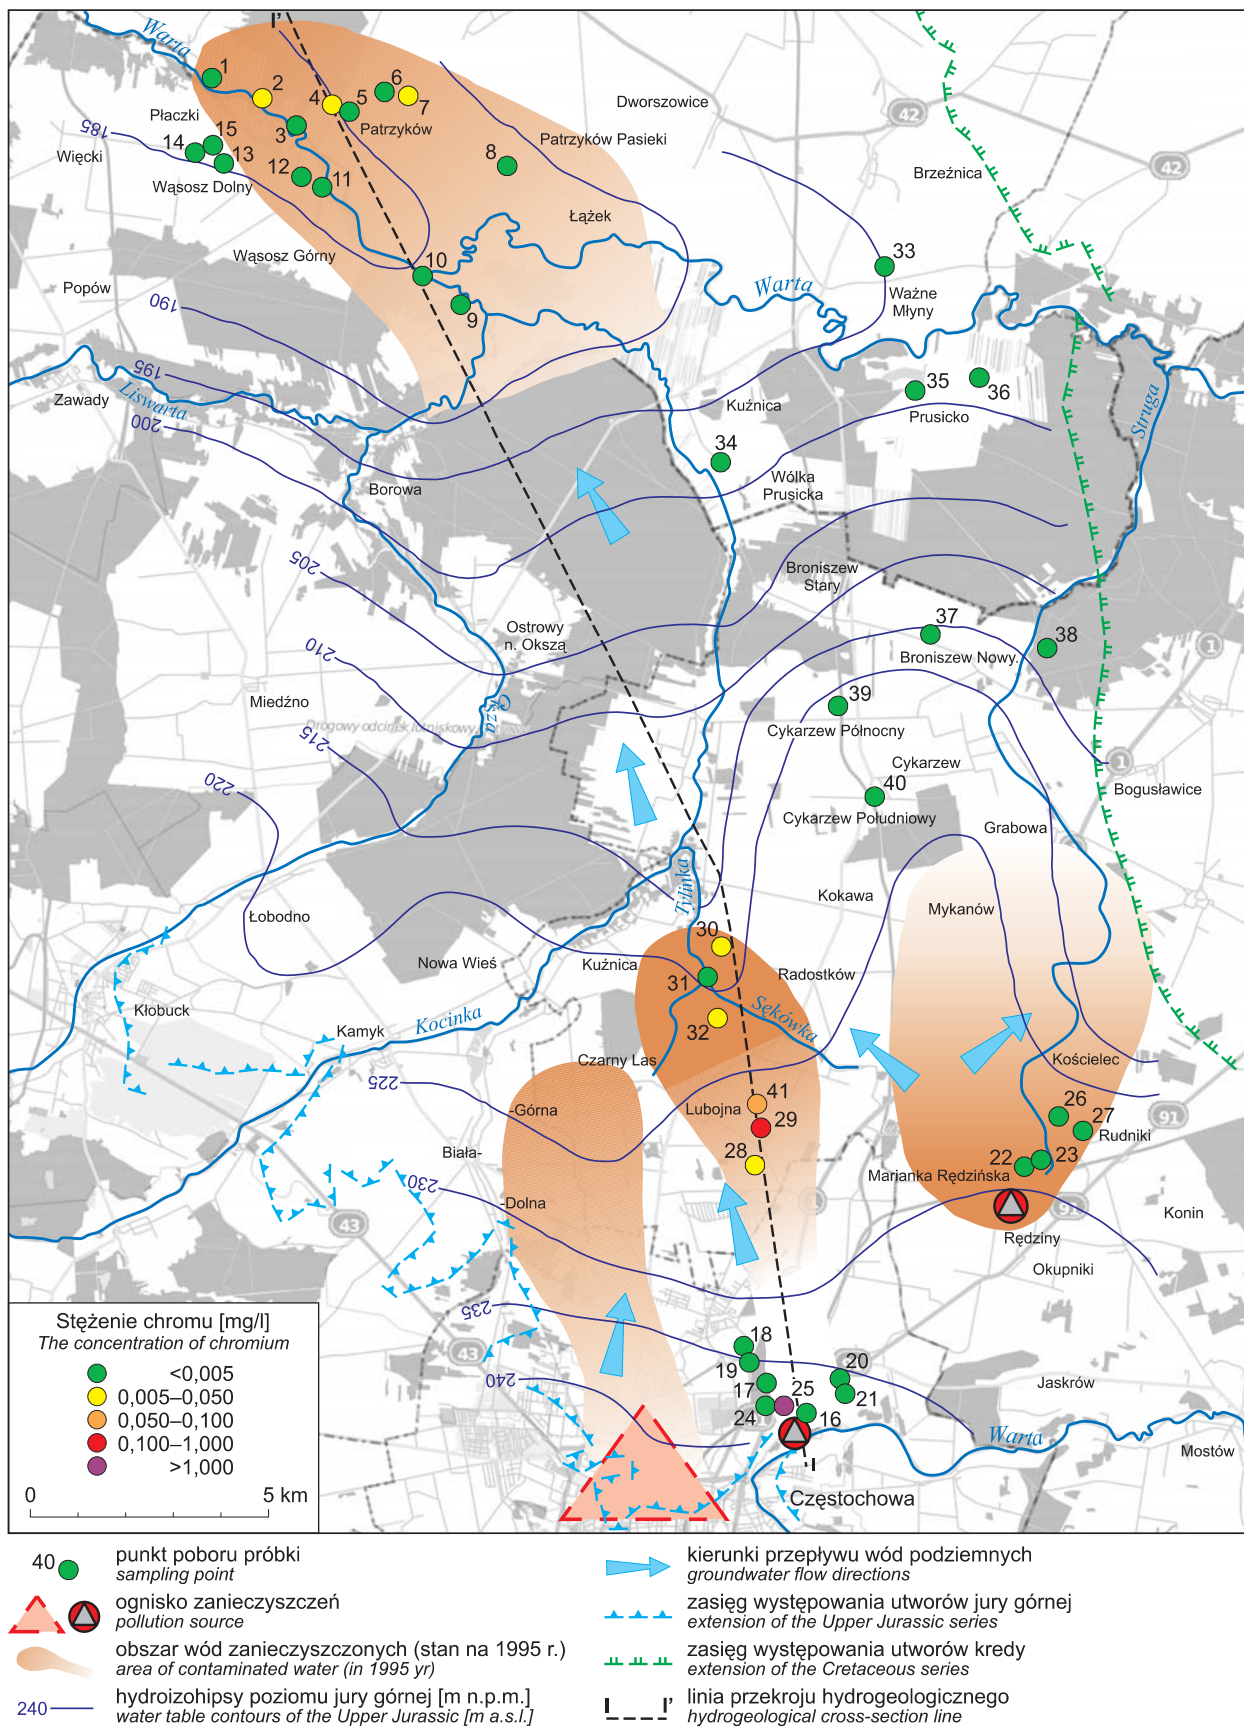 I'
Warta
1
2
4
5
6
7
Dworszowice
42
Płaczki
3
Patrzyków
Patrzyków Pasieki
185
15
14
13
Więcki
12
11
8
42
Brzeźnica
Wąsosz Dolny
Łążek
Wąsosz Górny
10
33
Popów
Warta
Ważne
Młyny
190
9
195
Liswarta
Zawady
35
36
Kuźnica
Prusicko
Struga
200
34
Borowa
Wólka
Prusicka
205
Broniszew
Stary
Ostrowy
n. Okszą
37
38
Broniszew Nowy.
210
Miedźno
Oksza
39
Drogowy odcinek lotniskowy
Cykarzew Północny
1
215
Cykarzew
1
220
40
Bogusławice
Cykarzew Południowy
Grabowa
Tylinka
Kokawa
Łobodno
Mykanów
30
Nowa Wieś
Kuźnica
Radostków
31
Kłobuck
Kocinka
Sękówka
Kamyk
32
Czarny Las
Kościelec
225
41
26
-Górna
Lubojna
29
27
91
Rudniki
Biała-
28
22
23
Marianka Rędzińska
230
-Dolna
91
43
Konin
Rędziny
Okupniki
235
Stężenie chromu [mg/l]
The concentration of chromium
<0,005
0,005–0,050
0,050–0,100
0,100–1,000
>1,000
0
5 km
43
18
19
20
240
17
25
21
Jaskrów
24
16
Warta
Mostów
I
Częstochowa
40
punkt poboru próbki
sampling point
ognisko zanieczyszczeń
pollution source
obszar wód zanieczyszczonych (stan na 1995 r.)
area of contaminated water (in 1995 yr)
240
hydroizohipsy poziomu jury górnej [m n.p.m.]
water table contours of the Upper Jurassic [m a.s.l.]
kierunki przepływu wód podziemnych
groundwater flow directions
zasięg występowania utworów jury górnej
extension of the Upper Jurassic series
zasięg występowania utworów kredy
extension of the Cretaceous series
I I'
linia przekroju hydrogeologicznego
hydrogeological cross-section line